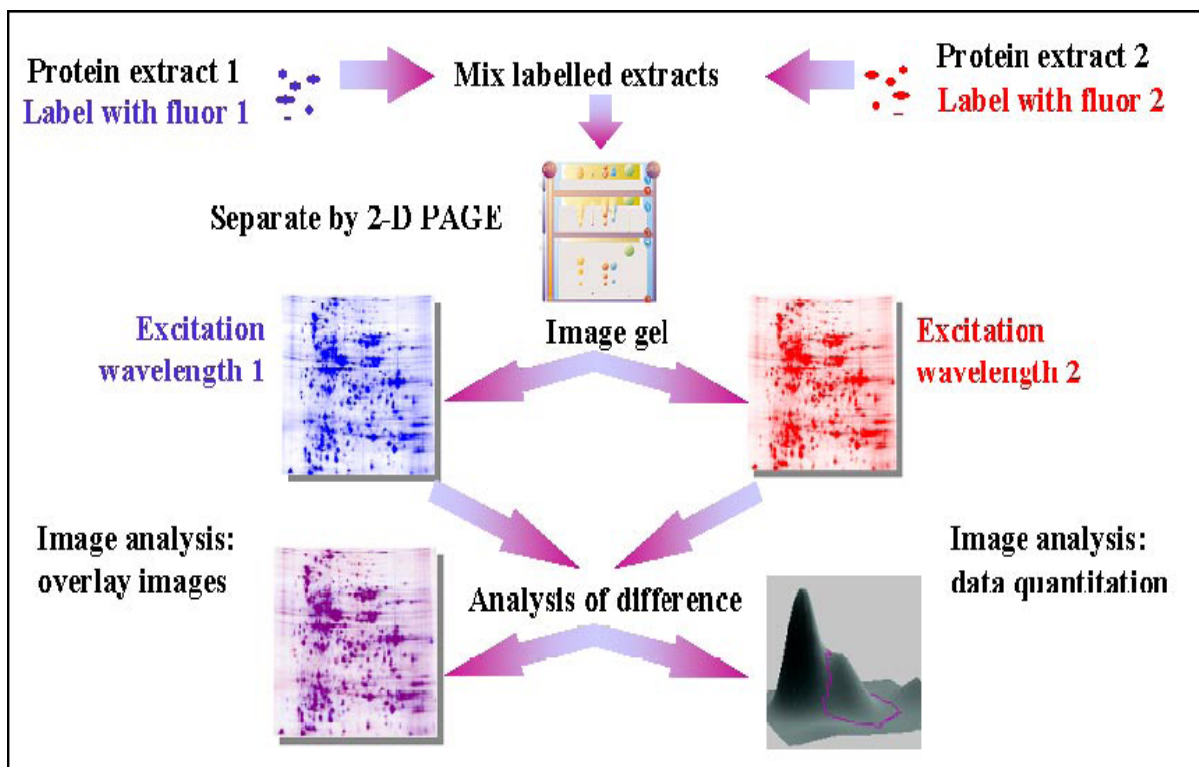 Protein extract 1
Label with fluor 1
Mix labelled extracts
Protein extract 2
Label with fluor 2
Separate by 2-D PAGE
Excitation
wavelength 1
Image gel
Excitation
wavelength 2
Image analysis:
overlay images
Analysis of difference
Image analysis:
data quantitation